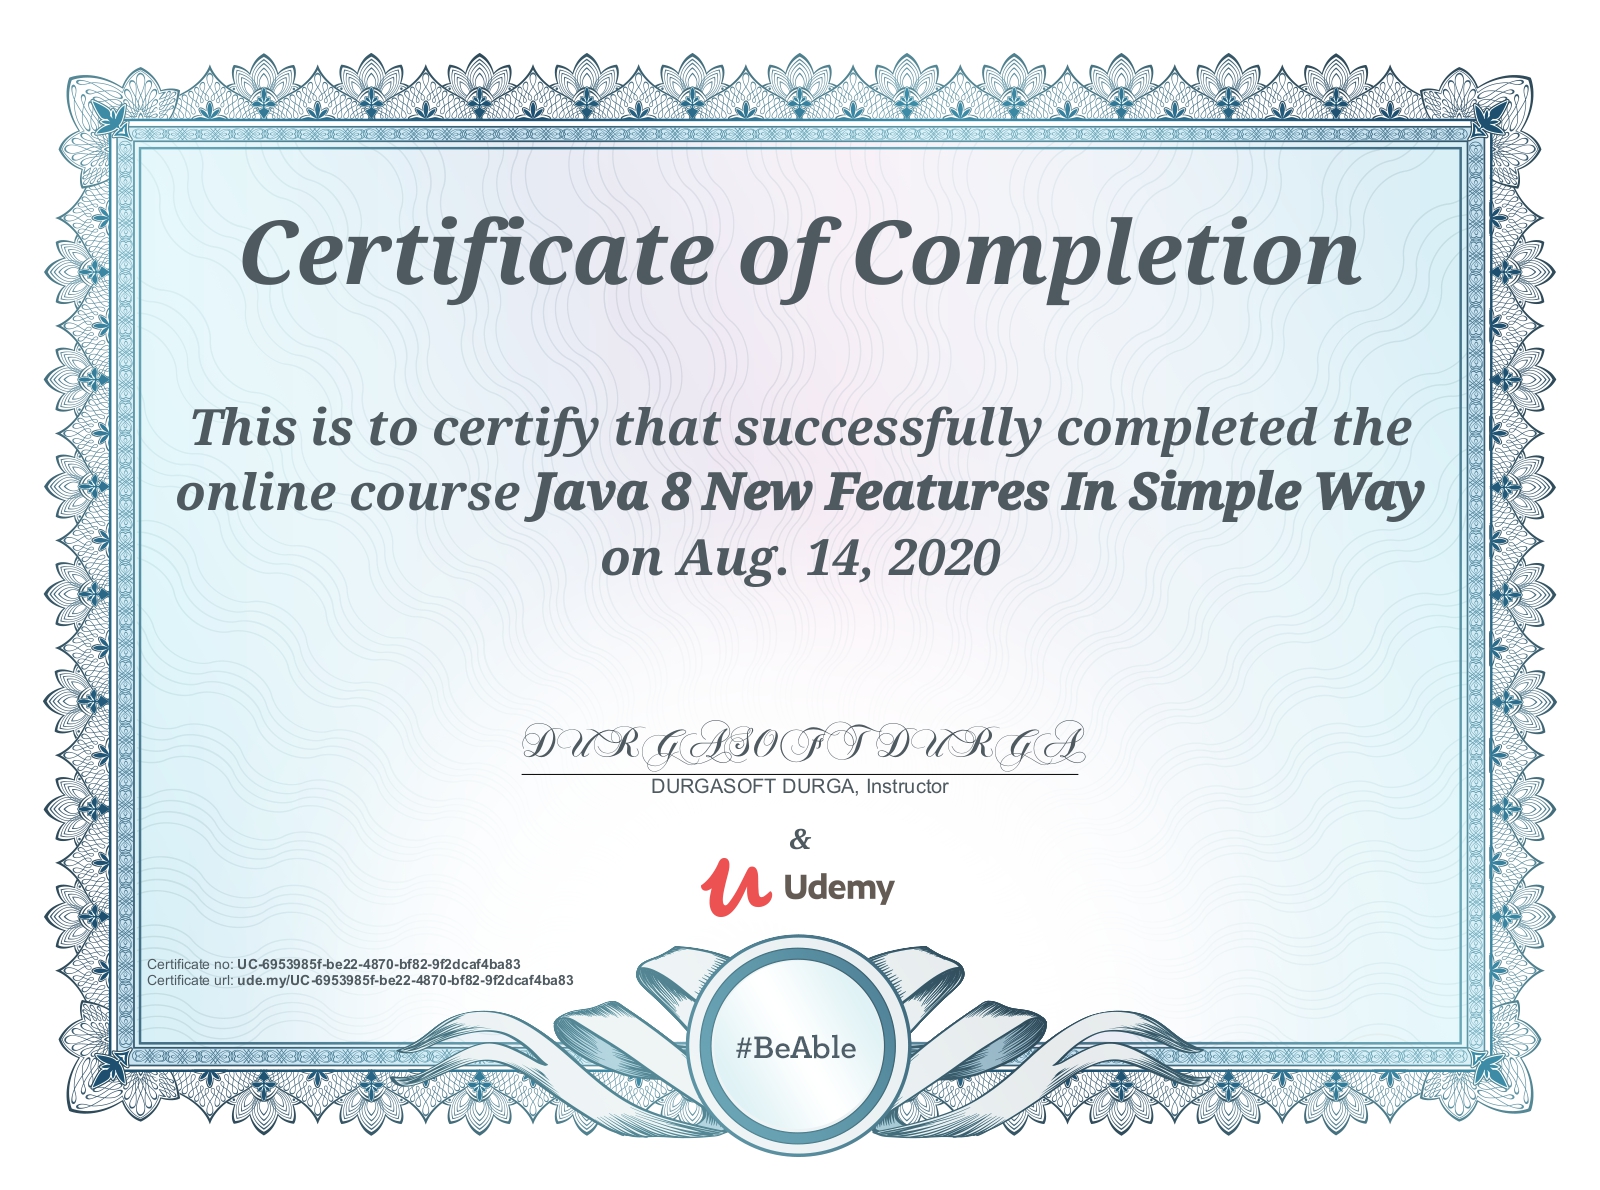 Certificate of Completion
This is to certify that successfully completed the
online course Java 8 New Features In Simple Way
on Aug. 14, 2020
DURGASOFT DURGA
DURGASOFT DURGA, Instructor
&
Udemy
Certificate no: UC-6953985f-be22-4870-bf82-9f2dcaf4ba83
Certificate url: ude.my/UC-6953985f-be22-4870-bf82-9f2dcaf4ba83
#BeAble